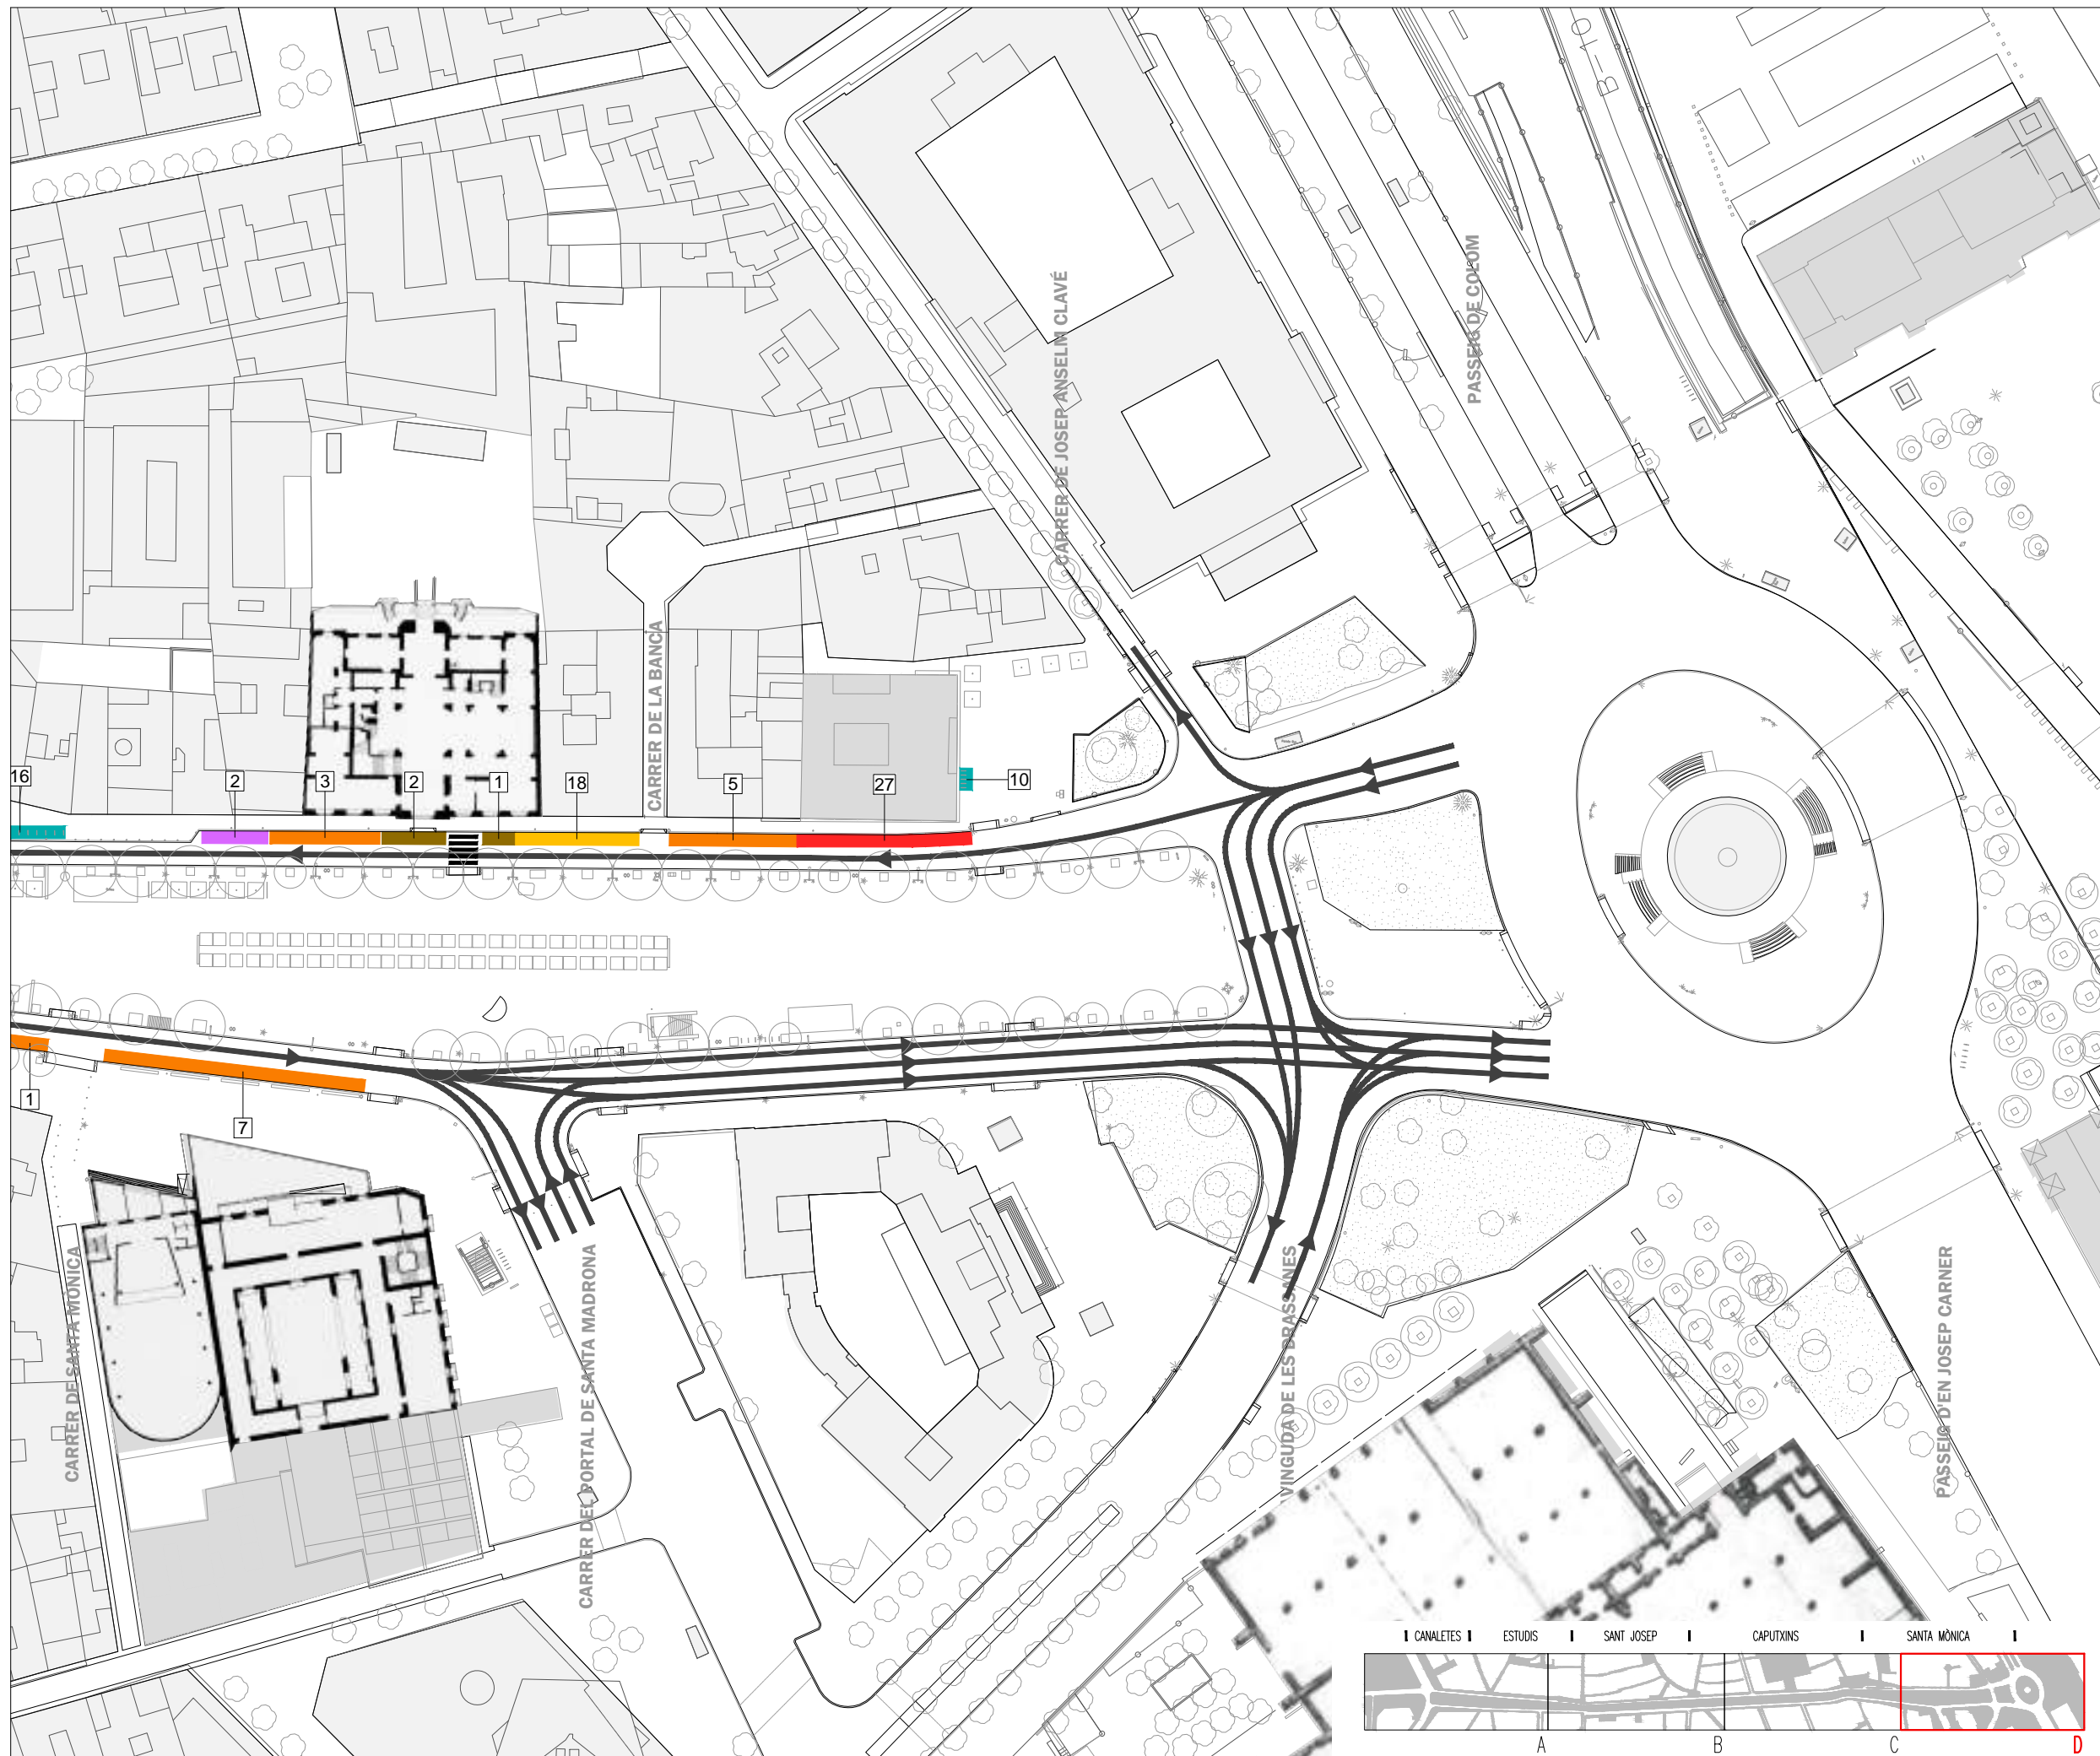 CARRER DE JOSEP ANSELM CLAVÉ
PASSEIG DE COLOM
CARRER DE LA BANCA
16
2
3
2
1
18
5
27
10
1
7
CARRER DE SANTA MÒNICA
CARRER DEL PORTAL DE SANTA MADRONA
VINGUDA DE LES DRASSANES
PASSEIG D'EN JOSEP CARNER
CANALETES
ESTUDIS
SANT JOSEP
CAPUTXINS
SANTA MÒNICA
A
B
C
D